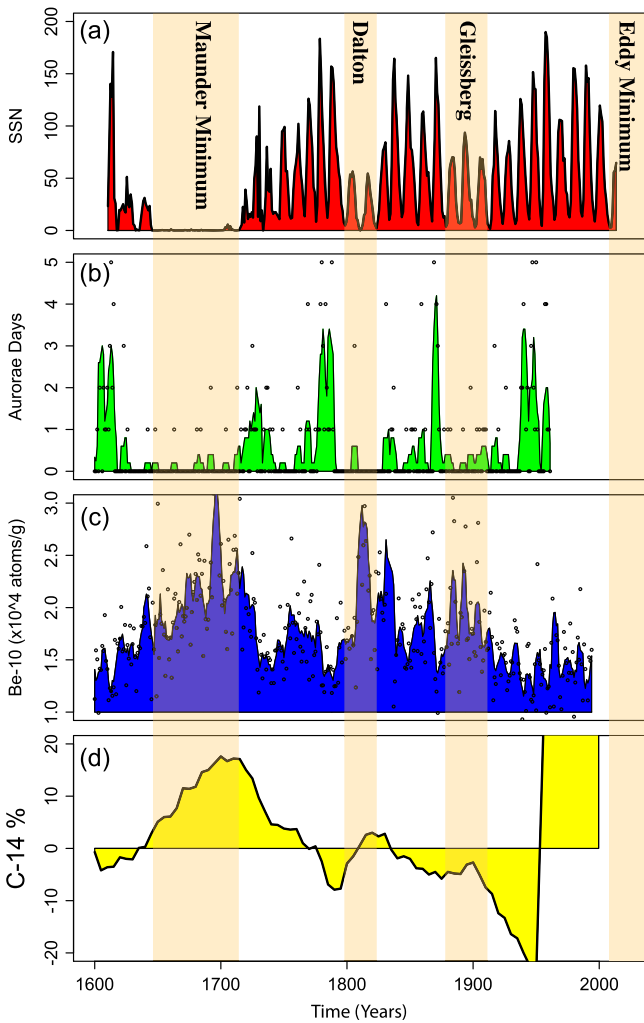 (a)
Maunder Minimum
Dalton
Gleissberg
Eddy Minimum
SSN
200
150
100
50
0
(b)
Aurorae Days
5
4
3
2
1
0
(c)
Be-10 (x10^4 atoms/g)
3.0
2.5
2.0
1.5
1.0
(d)
C-14 %
20
10
0
-10
-20
1600
1700
1800
1900
2000
Time (Years)